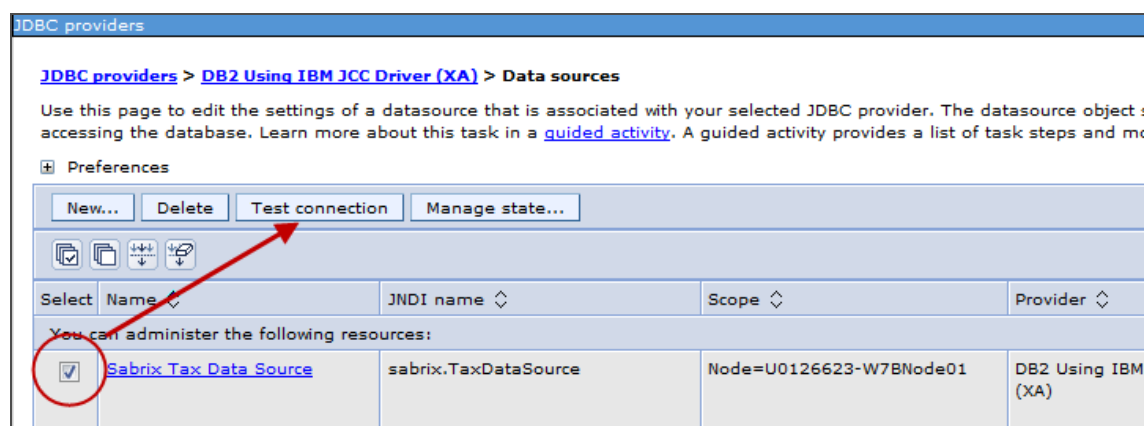 JDBC providers
JDBC providers > DB2 Using IBM JCC Driver (XA) > Data sources
Use this page to edit the settings of a datasource that is associated with your selected JDBC provider. The datasource object
accessing the database. Learn more about this task in a guided activity. A guided activity provides a list of task steps and
Preferences
New... Delete Test connection Manage state...
Select Name JNDI name Scope Provider
You can administer the following resources:
Sabrix Tax Data Source sabrix.TaxDataSource Node=U0126623-W7BNode01 DB2 Using IBM
(XA)